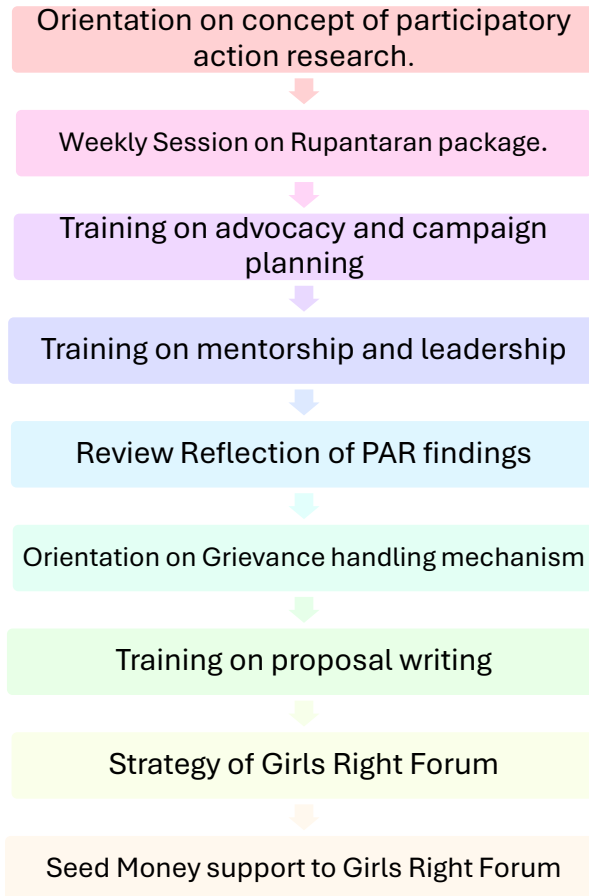 Orientation on concept of participatory
action research.
Weekly Session on Rupantaran package.
Training on advocacy and campaign
planning
Training on mentorship and leadership
Review Reflection of PAR findings
Orientation on Grievance handling mechanism
Training on proposal writing
Strategy of Girls Right Forum
Seed Money support to Girls Right Forum